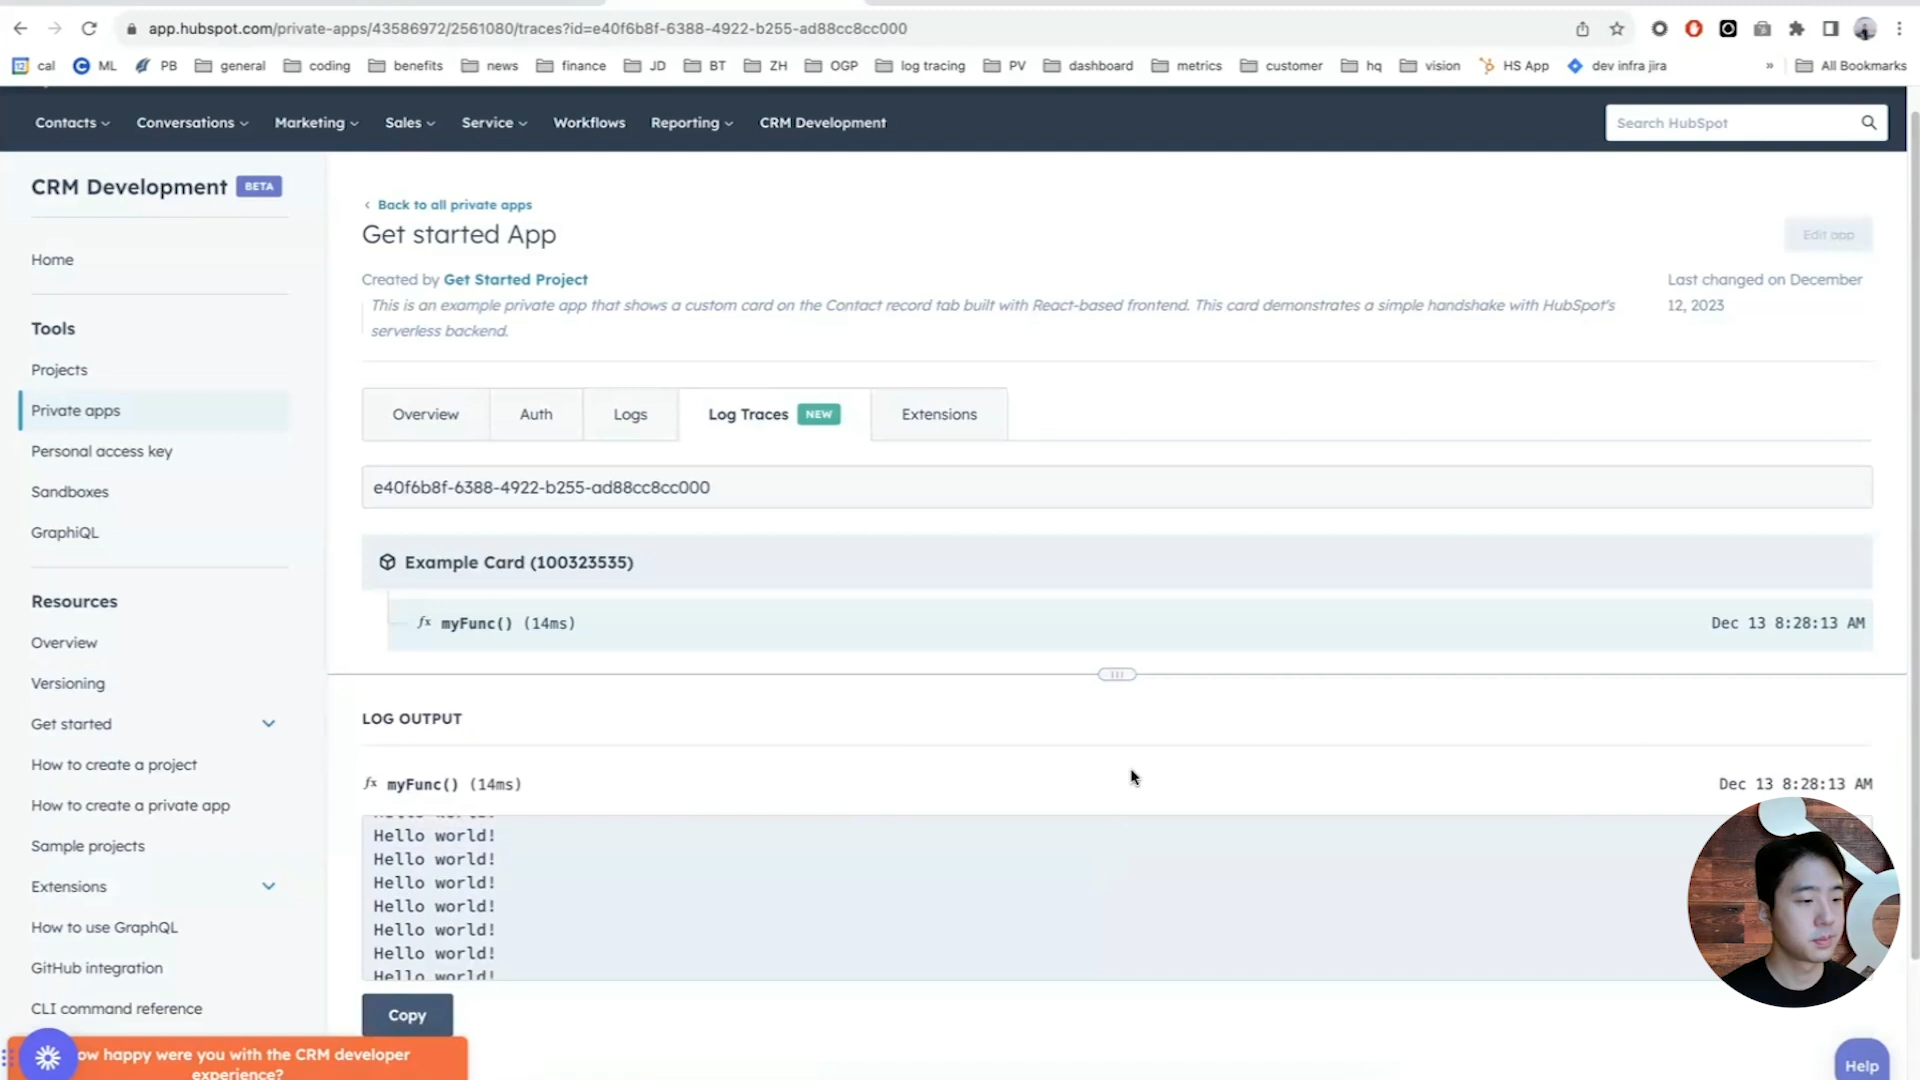 app.hubspot.com/private-apps/43586972/2561080/traces?id=e40f6b8f-6388-4922-b255-ad88cc8cc000
12 cal ML PB general coding benefits news finance JD BT ZH OGP log tracing PV dashboard metrics customer hq vision HS App dev infra jira » All Bookmarks
Contacts Conversations Marketing Sales Service Workflows Reporting CRM Development
Search HubSpot
CRM Development BETA
Home
Tools
Projects
Private apps
Personal access key
Sandboxes
GraphiQL
Resources
Overview
Versioning
Get started
How to create a project
How to create a private app
Sample projects
Extensions
How to use GraphQL
GitHub integration
CLI command reference
How happy were you with the CRM developer
experience?
Back to all private apps
Get started App
Edit app
Created by Get Started Project
This is an example private app that shows a custom card on the Contact record tab built with React-based frontend. This card demonstrates a simple handshake with HubSpot's
serverless backend.
Last changed on December
12, 2023
Overview Auth Logs Log Traces NEW Extensions
e40f6b8f-6388-4922-b255-ad88cc8cc000
Example Card (100323535)
fx myFunc() (14ms) Dec 13 8:28:13 AM
LOG OUTPUT
fx myFunc() (14ms) Dec 13 8:28:13 AM
Hello world!
Hello world!
Hello world!
Hello world!
Hello world!
Hello world!
Hello world!
Copy
Help